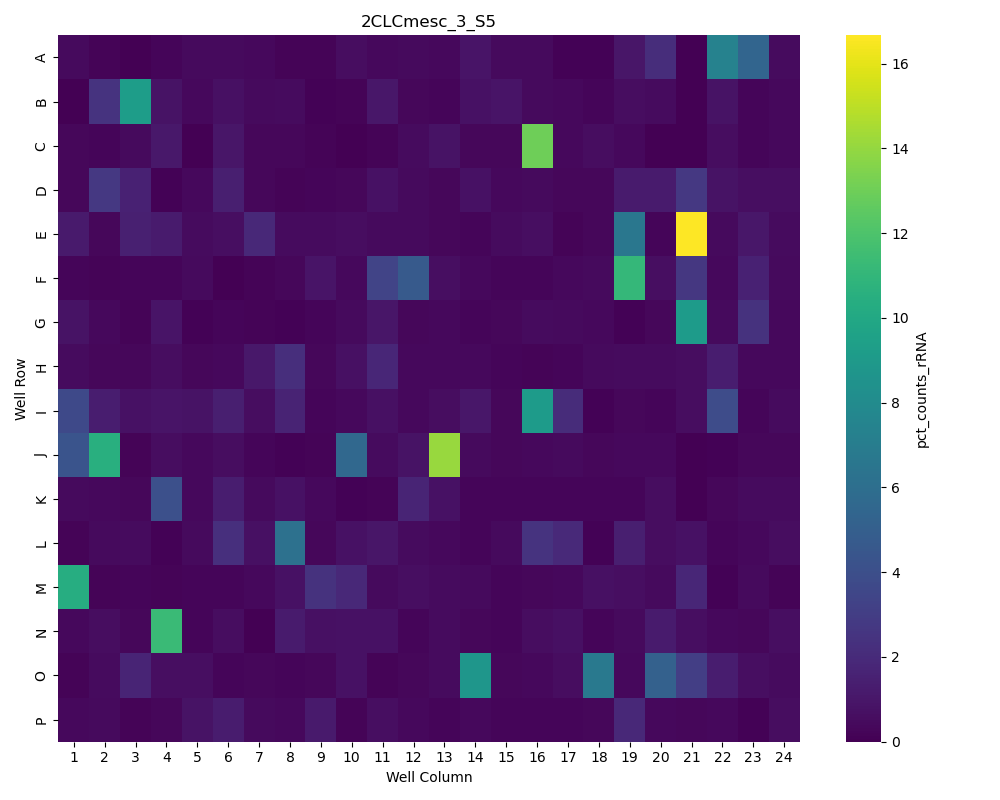 2CLCmesc_3_S5
Well Row
A
B
C
D
E
F
G
H
I
J
K
L
M
N
O
P
1 2 3 4 5 6 7 8 9 10 11 12 13 14 15 16 17 18 19 20 21 22 23 24
Well Column
16
14
12
10
8
6
4
2
0
pct_counts_rRNA